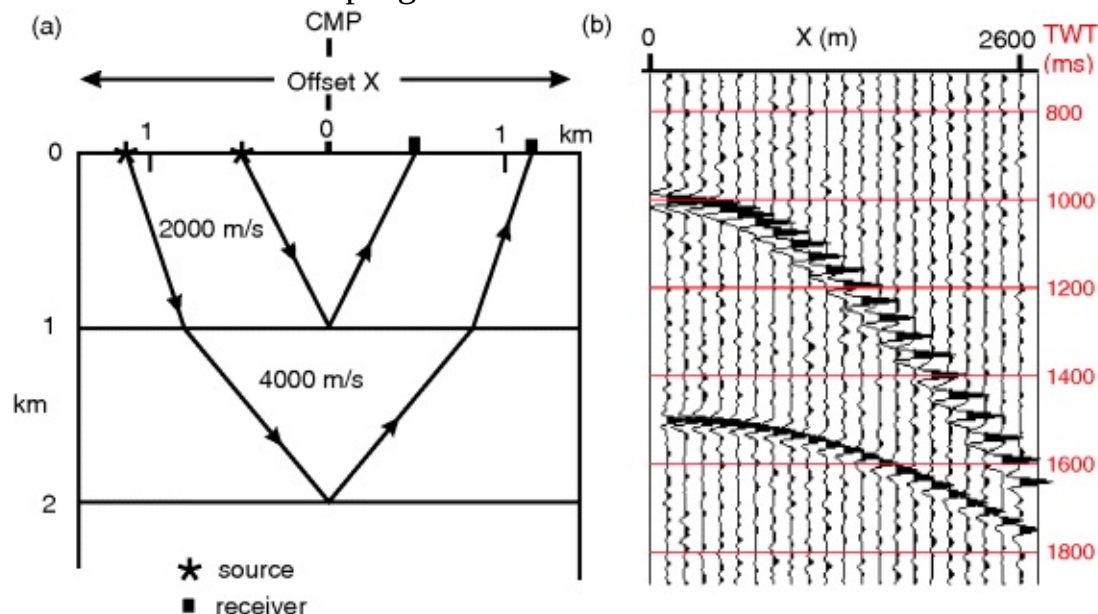 (a)
CMP
Offset X
1 0 1 km
0
2000 m/s
1
4000 m/s
km
2
source
receiver
(b)
0 X (m) 2600 TWT
(ms)
800
1000
1200
1400
1600
1800